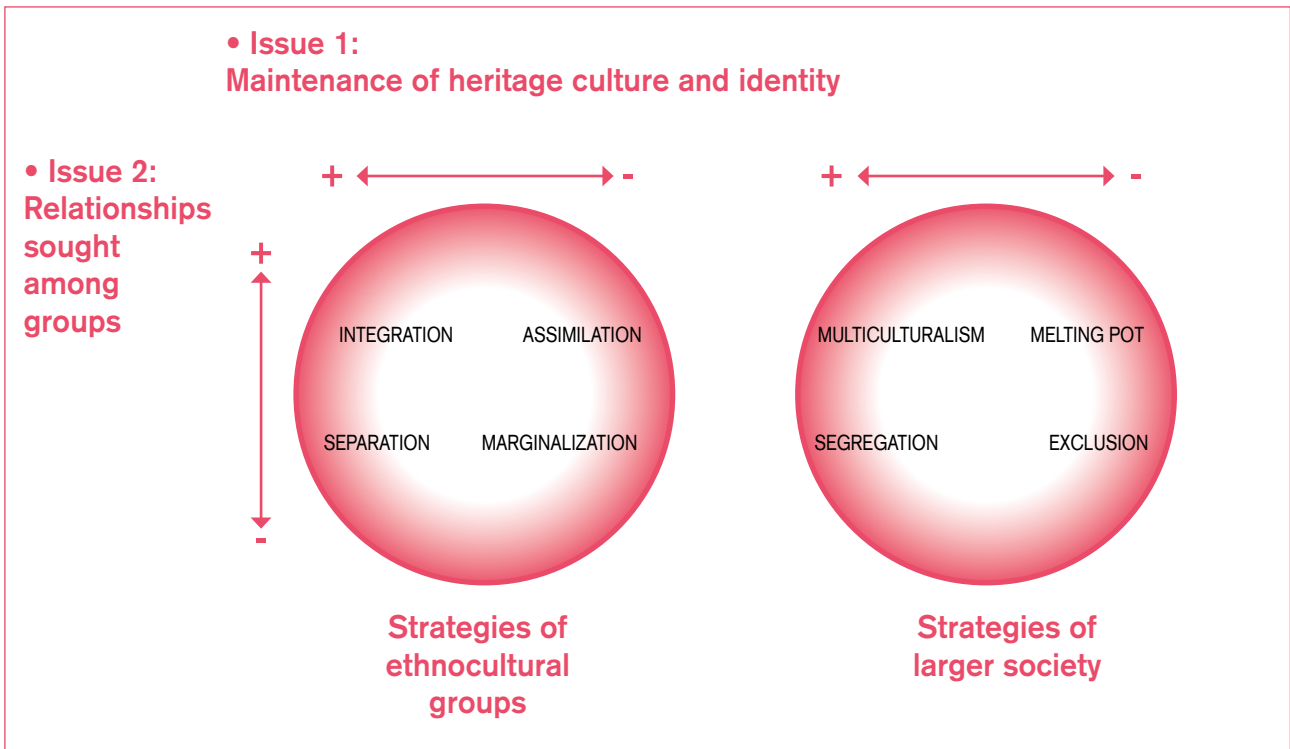 • Issue 1:
Maintenance of heritage culture and identity
• Issue 2:
Relationships
sought
among
groups
+ -
+ -
+
-
INTEGRATION ASSIMILATION
SEPARATION MARGINALIZATION
MULTICULTURALISM MELTING POT
SEGREGATION EXCLUSION
Strategies of
ethnocultural
groups
Strategies of
larger society